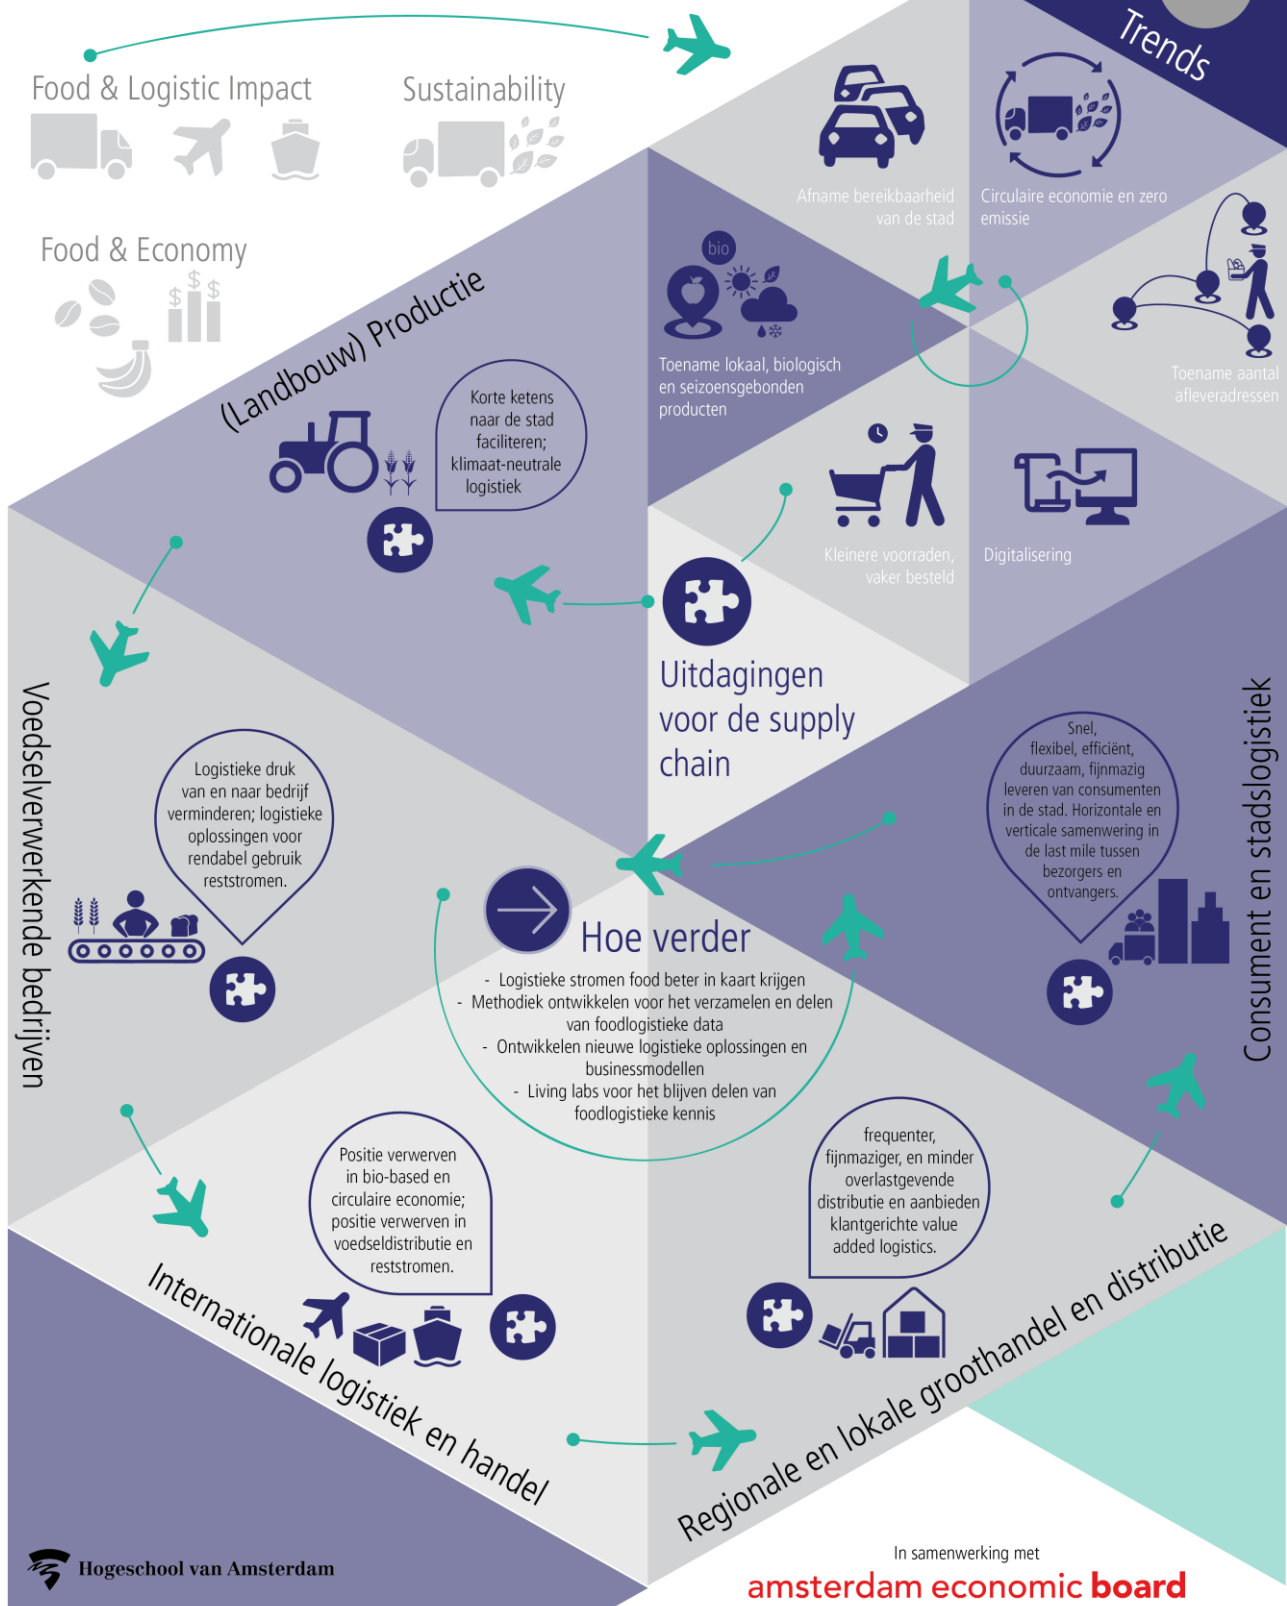 Trends
Food & Logistic Impact
Sustainability
Food & Economy
$ $ $
Afname bereikbaarheid
van de stad
Circulaire economie en zero
emissie
bio
Toename lokaal, biologisch
en seizoensgebonden
producten
Toename aantal
afleveradressen
Kleinere voorraden,
vaker besteld
Digitalisering
Uitdagingen
voor de supply
chain
(Landbouw) Productie
Korte ketens
naar de stad
faciliteren;
klimaat-neutrale
logistiek
Voedselverwerkende bedrijven
Logistieke druk
van en naar bedrijf
verminderen; logistieke
oplossingen voor
rendabel gebruik
reststromen.
Internationale logistiek en handel
Positie verwerven
in bio-based en
circulaire economie;
positie verwerven in
voedseldistributie en
reststromen.
Regionale en lokale groothandel en distributie
frequenter,
fijnmaziger, en minder
overlastgevende
distributie en aanbieden
klantgerichte value
added logistics.
Consument en stadslogistiek
Snel,
flexibel, efficiënt,
duurzaam, fijnmazig
leveren van consumenten
in de stad. Horizontale en
verticale samenwering in
de last mile tussen
bezorgers en
ontvangers.
Hoe verder
- Logistieke stromen food beter in kaart krijgen
- Methodiek ontwikkelen voor het verzamelen en delen
van foodlogistieke data
- Ontwikkelen nieuwe logistieke oplossingen en
businessmodellen
- Living labs voor het blijven delen van
foodlogistieke kennis
Hogeschool van Amsterdam
In samenwerking met
amsterdam economic board